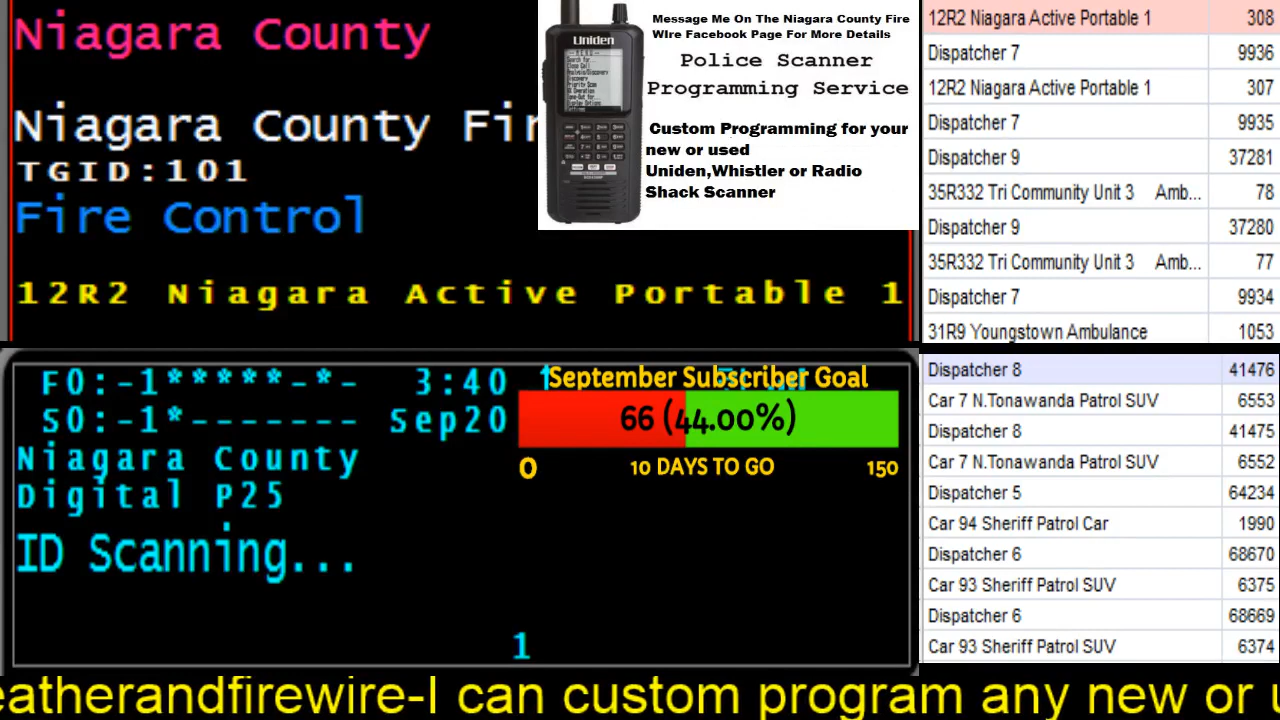 Niagara County
Niagara County Fir
TGID:101
Fire Control
12R2 Niagara Active Portable 1
Uniden
Message Me On The Niagara County Fire
WIre Facebook Page For More Details
Police Scanner
Programming Service
Custom Programming for your
new or used
Uniden,Whistler or Radio
Shack Scanner
12R2 Niagara Active Portable 1 308
Dispatcher 7 9936
12R2 Niagara Active Portable 1 307
Dispatcher 7 9935
Dispatcher 9 37281
35R332 Tri Community Unit 3 Amb... 78
Dispatcher 9 37280
35R332 Tri Community Unit 3 Amb... 77
Dispatcher 7 9934
31R9 Youngstown Ambulance 1053
F0:-1*****-*- 3:40
S0:-1*------- Sep20
Niagara County
Digital P25
ID Scanning...
1
September Subscriber Goal
66 (44.00%)
0 10 DAYS TO GO 150
Dispatcher 8 41476
Car 7 N.Tonawanda Patrol SUV 6553
Dispatcher 8 41475
Car 7 N.Tonawanda Patrol SUV 6552
Dispatcher 5 64234
Car 94 Sheriff Patrol Car 1990
Dispatcher 6 68670
Car 93 Sheriff Patrol SUV 6375
Dispatcher 6 68669
Car 93 Sheriff Patrol SUV 6374
eatherandfirewire-I can custom program any new or u